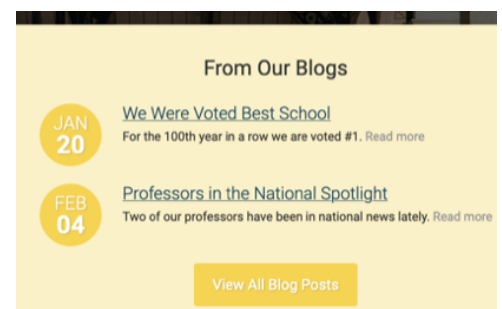 From Our Blogs
JAN
20
We Were Voted Best School
For the 100th year in a row we are voted #1. Read more
FEB
04
Professors in the National Spotlight
Two of our professors have been in national news lately. Read more
View All Blog Posts